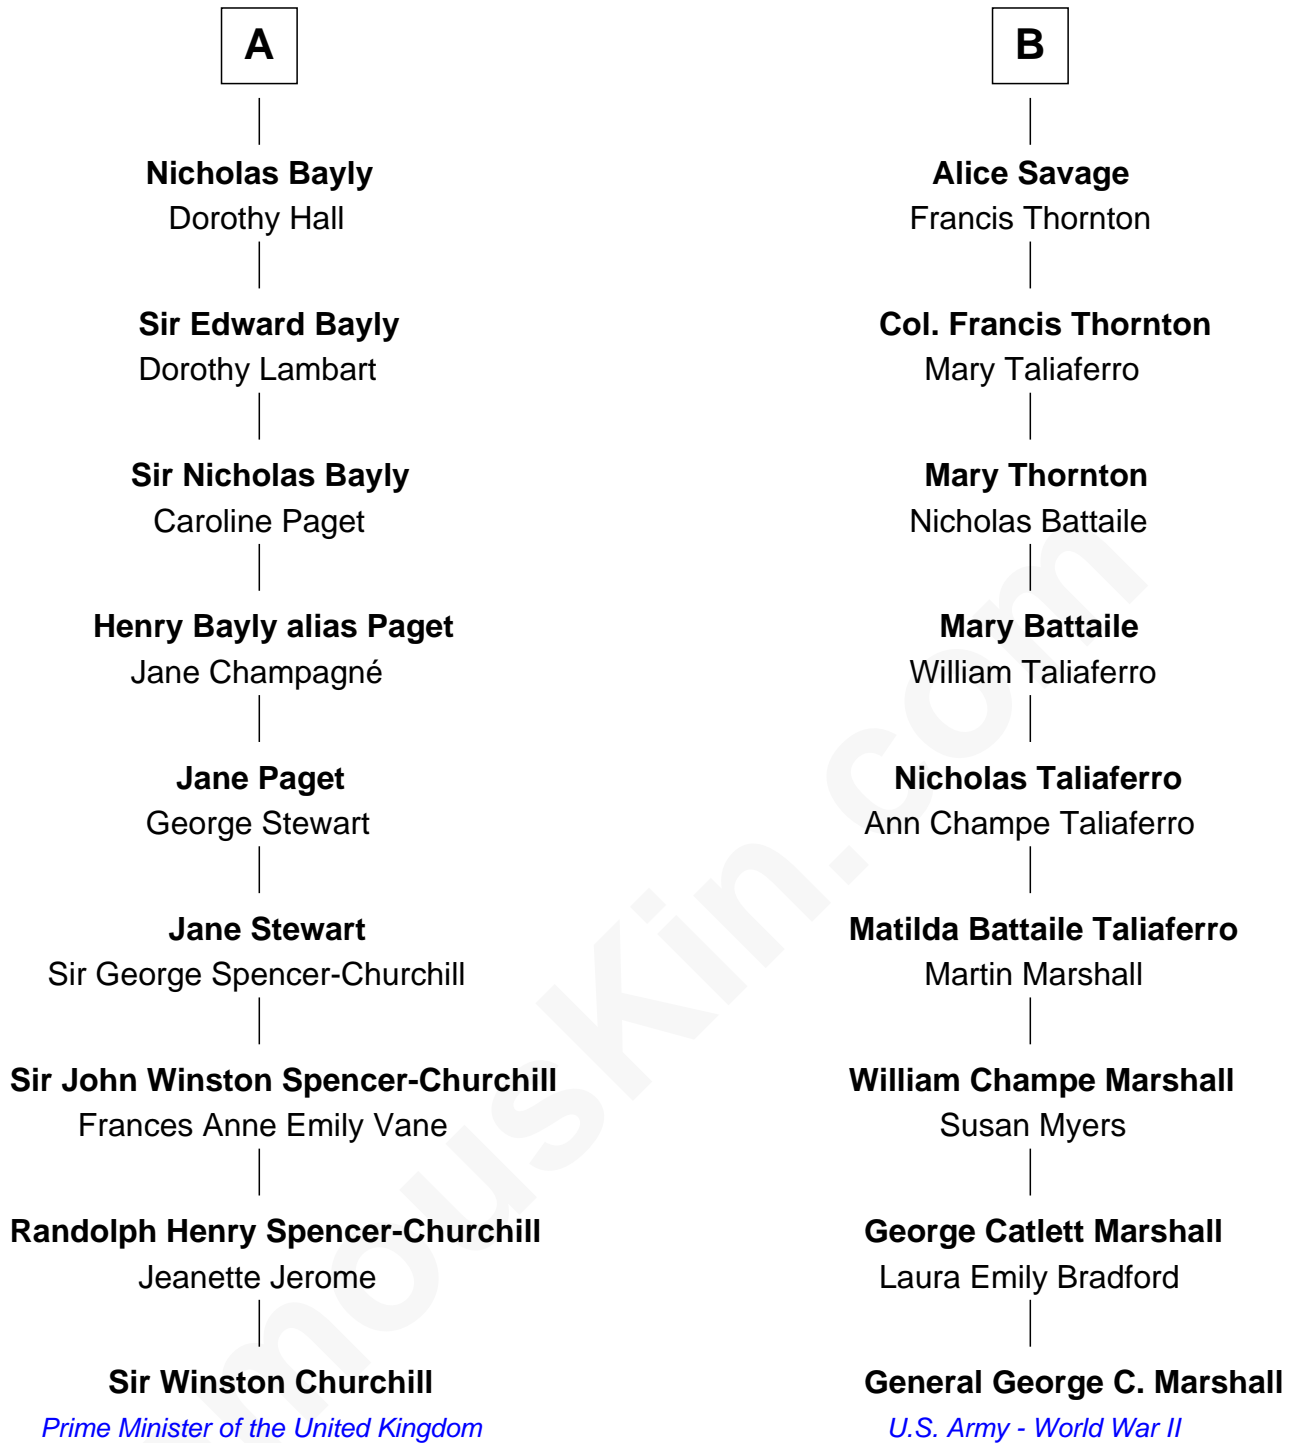 A
Nicholas Bayly
Dorothy Hall
Sir Edward Bayly
Dorothy Lambart
Sir Nicholas Bayly
Caroline Paget
Henry Bayly alias Paget
Jane Champagné
Jane Paget
George Stewart
Jane Stewart
Sir George Spencer-Churchill
Sir John Winston Spencer-Churchill
Frances Anne Emily Vane
Randolph Henry Spencer-Churchill
Jeanette Jerome
Sir Winston Churchill
Prime Minister of the United Kingdom
B
Alice Savage
Francis Thornton
Col. Francis Thornton
Mary Taliaferro
Mary Thornton
Nicholas Battaile
Mary Battaile
William Taliaferro
Nicholas Taliaferro
Ann Champe Taliaferro
Matilda Battaile Taliaferro
Martin Marshall
William Champe Marshall
Susan Myers
George Catlett Marshall
Laura Emily Bradford
General George C. Marshall
U.S. Army - World War II
mousKin.com